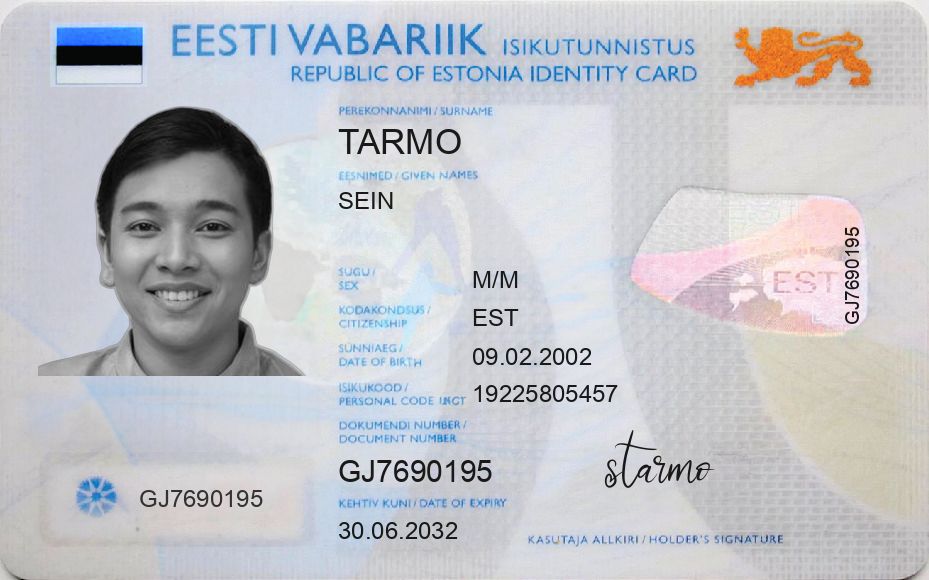 EESTI VABARIIK ISIKUTUNNISTUS
REPUBLIC OF ESTONIA IDENTITY CARD
PEREKONNANIMI / SURNAME
TARMO
EESNIMED / GIVEN NAMES
SEIN
SUGU /
SEX
M/M
KODAKONDSUS /
CITIZENSHIP
EST
SÜNNIAEG /
DATE OF BIRTH
09.02.2002
ISIKUKOOD /
PERSONAL CODE
19225805457
DOKUMENDI NUMBER /
DOCUMENT NUMBER
GJ7690195
KEHTIV KUNI / DATE OF EXPIRY
30.06.2032
GJ7690195
EST
GJ7690195
starmo
KASUTAJA ALLKIRI / HOLDER'S SIGNATURE